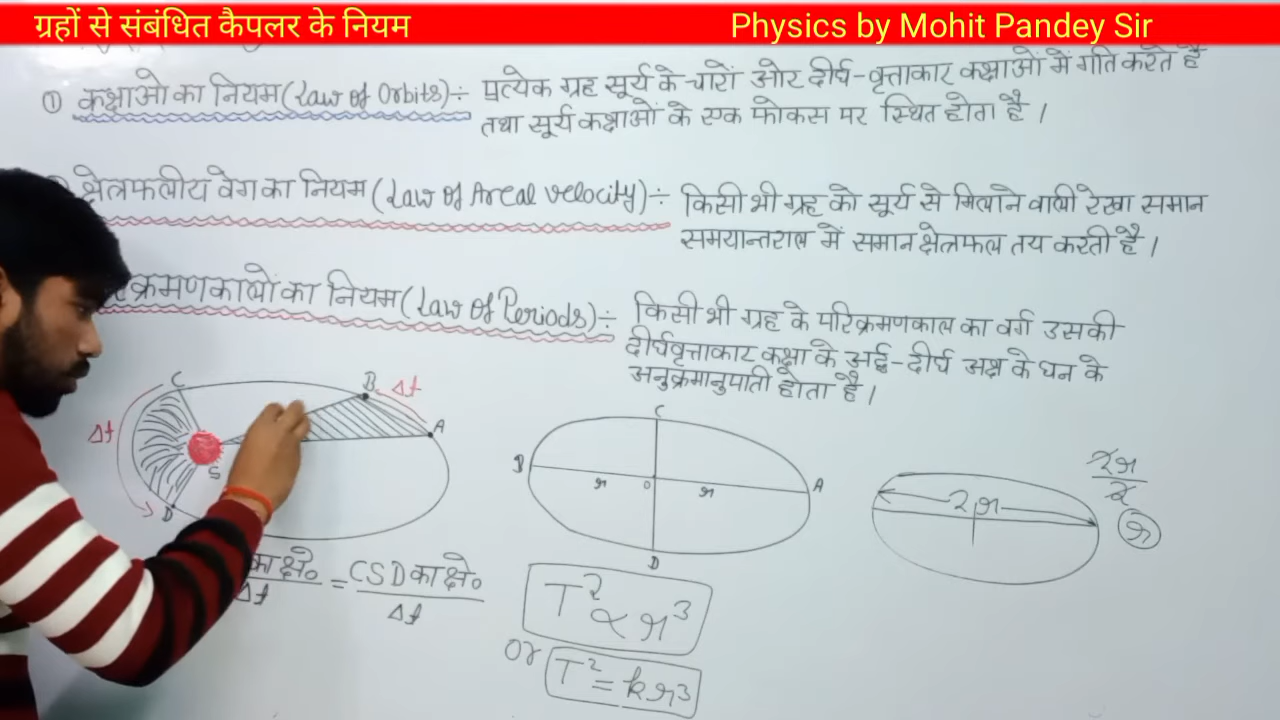 ग्रहों से संबंधित कैपलर के नियम
Physics by Mohit Pandey Sir
① कक्षाओ का नियम (Law of Orbits) ÷ प्रत्येक ग्रह सूर्य के चारों ओर दीर्घ-वृत्ताकार कक्षाओं में गति करते है
तथा सूर्य कक्षाओं के एक फोकस पर स्थित होता है ।
क्षेत्रफलीय वेग का नियम (Law of Areal velocity) ÷ किसी भी ग्रह को सूर्य से मिलाने वाली रेखा समान
समयान्तराल में समान क्षेत्रफल तय करती है ।
क्रमणकालो का नियम (Law of Periods) ÷ किसी भी ग्रह के परिक्रमणकाल का वर्ग उसकी
दीर्घवृत्ताकार कक्षा के अर्द्ध-दीर्घ अक्ष के घन के
अनुक्रमानुपाती होता है ।
C B Δt
Δt A
S
D
का क्षे० / Δt = CSD का क्षे० / Δt
C
B r o r A
D
T² ∝ r³
or T² = kr³
2r
2r / 2
r